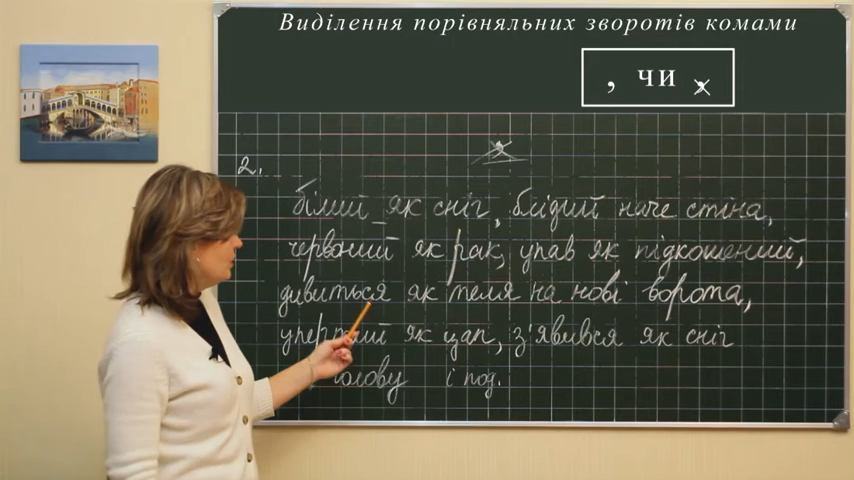 Виділення порівняльних зворотів комами
, чи
2.
білий як сніг, блідий наче стіна,
червоний як рак, упав як підкошений,
дивиться як теля на нові ворота,
упертий як цап, з'явився як сніг
голову і под.